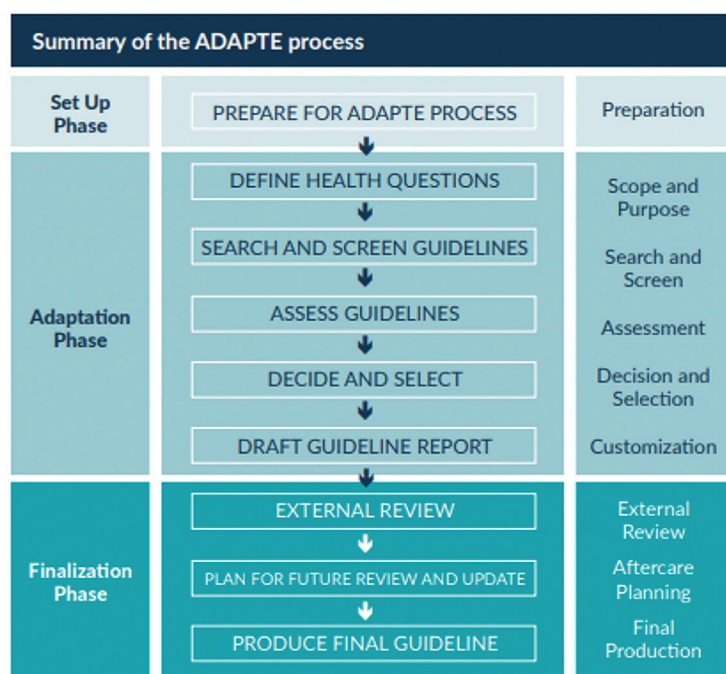 Summary of the ADAPTE process
Set Up
Phase
PREPARE FOR ADAPTE PROCESS
Preparation
Adaptation
Phase
DEFINE HEALTH QUESTIONS
Scope and
Purpose
SEARCH AND SCREEN GUIDELINES
Search and
Screen
ASSESS GUIDELINES
Assessment
DECIDE AND SELECT
Decision and
Selection
DRAFT GUIDELINE REPORT
Customization
Finalization
Phase
EXTERNAL REVIEW
External
Review
PLAN FOR FUTURE REVIEW AND UPDATE
Aftercare
Planning
PRODUCE FINAL GUIDELINE
Final
Production